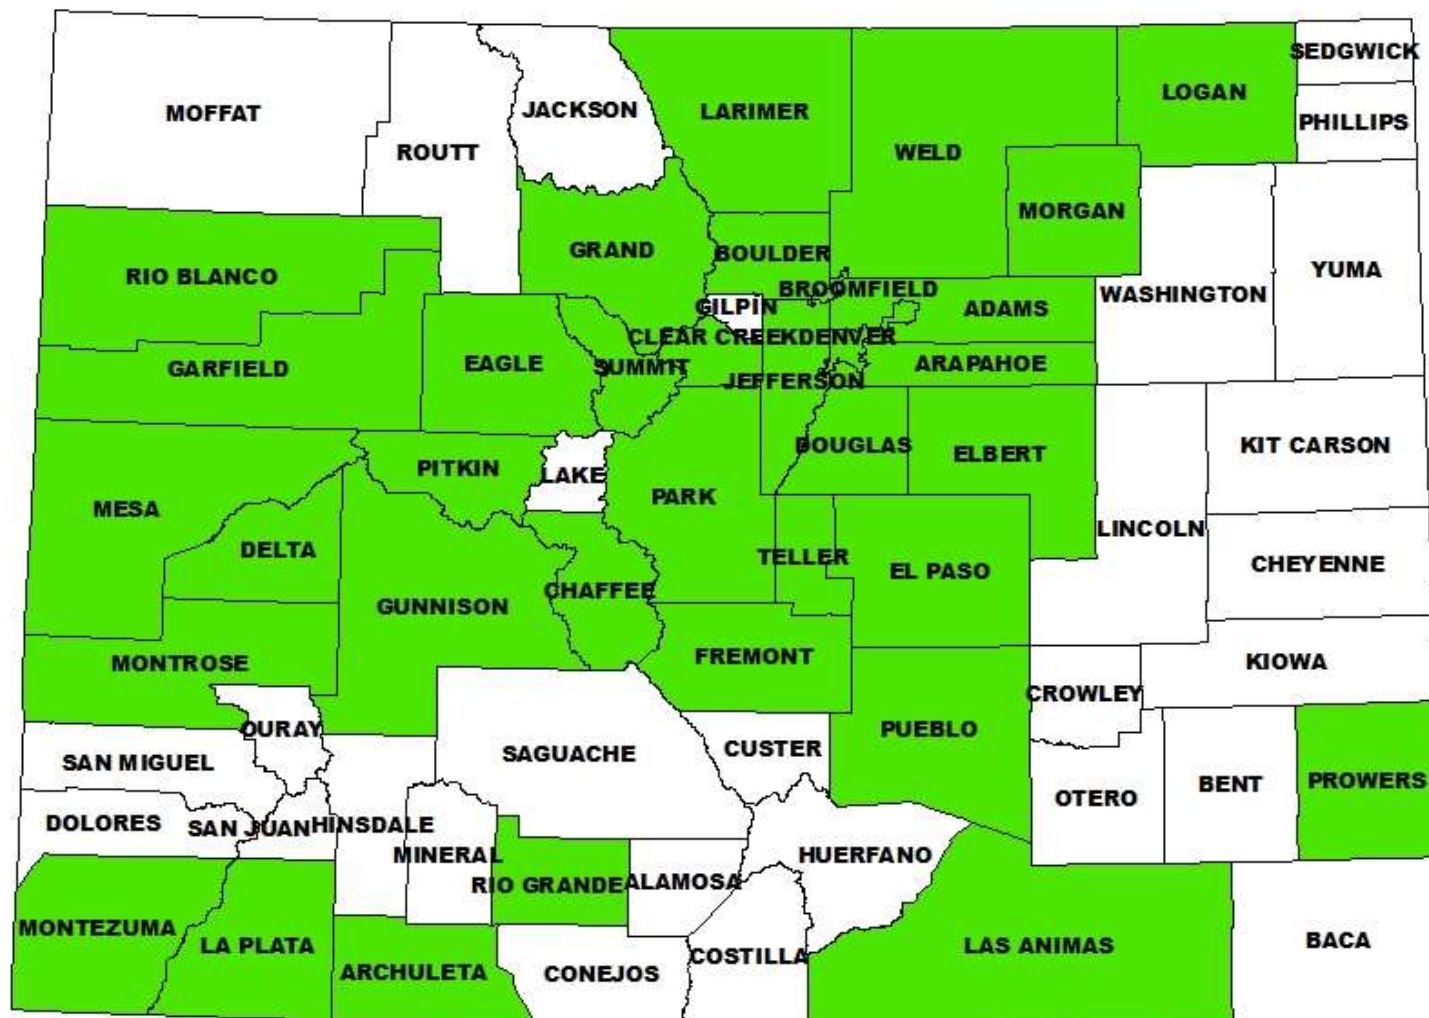 SEDGWICK
LOGAN
JACKSON
LARIMER
MOFFAT
PHILLIPS
ROUTT
WELD
MORGAN
GRAND
BOULDER
YUMA
RIO BLANCO
BROOMFIELD
WASHINGTON
GILPIN
ADAMS
CLEAR CREEK
DENVER
EAGLE
ARAPAHOE
GARFIELD
SUMMIT
JEFFERSON
DOUGLAS
KIT CARSON
ELBERT
PITKIN
LAKE
PARK
MESA
LINCOLN
DELTA
TELLER
CHEYENNE
EL PASO
CHAFFEE
GUNNISON
FREMONT
KIOWA
MONTROSE
CROWLEY
OURAY
PUEBLO
CUSTER
SAGUACHE
SAN MIGUEL
PROWERS
BENT
OTERO
DOLORES
SAN JUAN
HINSDALE
MINERAL
HUERFANO
RIO GRANDE
ALAMOSA
MONTEZUMA
BACA
LA PLATA
LAS ANIMAS
COSTILLA
ARCHULETA
CONEJOS